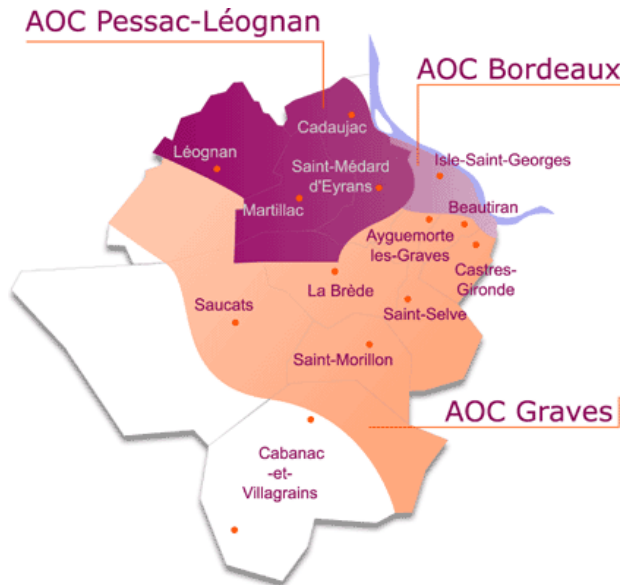 AOC Pessac-Léognan
AOC Bordeaux
Cadaujac
Léognan
Saint-Médard
d'Eyrans
Isle-Saint-Georges
Martillac
Beautiran
Ayguemorte
les-Graves
Castres-
Gironde
La Brède
Saucats
Saint-Selve
Saint-Morillon
AOC Graves
Cabanac
-et-
Villagrains